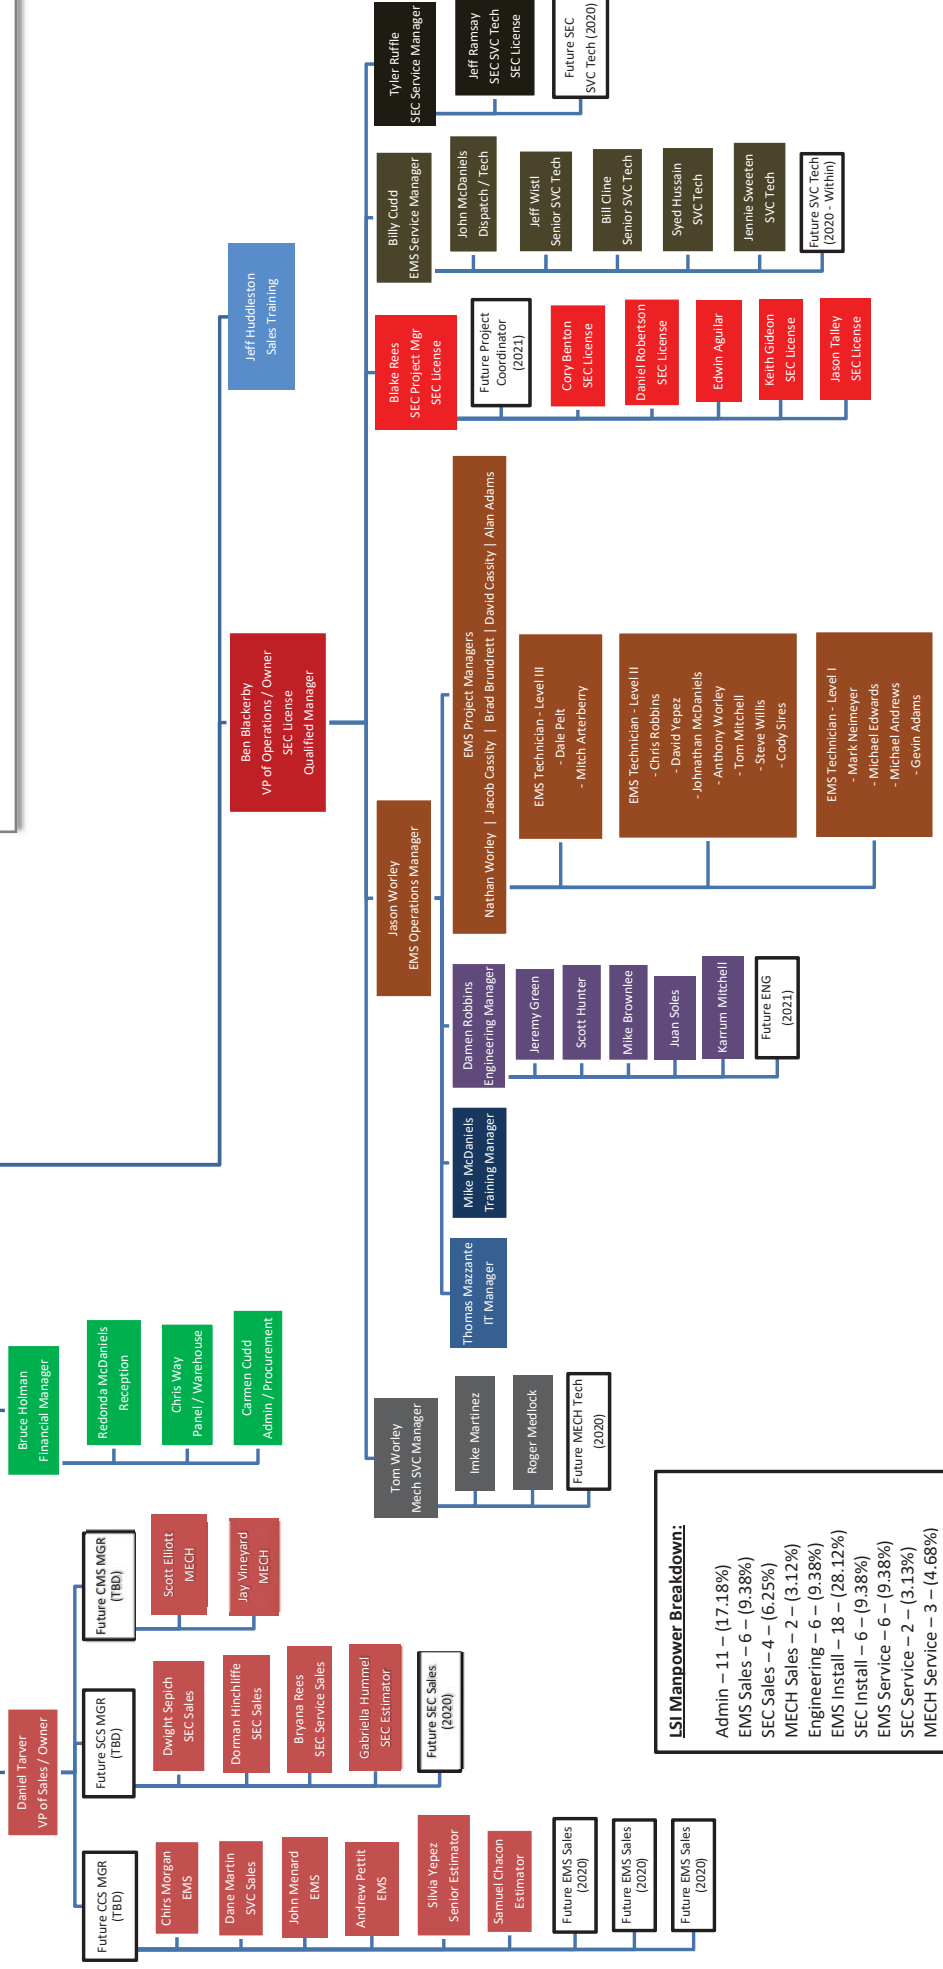 Daniel Tarver
VP of Sales / Owner
Future CCS MGR
(TBD)
Chirs Morgan
EMS
Dane Martin
SVC Sales
John Menard
EMS
Andrew Pettit
EMS
Silvia Yepez
Senior Estimator
Samuel Chacon
Estimator
Future EMS Sales
(2020)
Future EMS Sales
(2020)
Future EMS Sales
(2020)
Future SCS MGR
(TBD)
Dwight Sepich
SEC Sales
Dorman Hinchliffe
SEC Sales
Bryana Rees
SEC Service Sales
Gabriella Hummel
SEC Estimator
Future SEC Sales
(2020)
Future CMS MGR
(TBD)
Scott Elliott
MECH
Jay Vineyard
MECH
Bruce Holman
Financial Manager
Redonda McDaniels
Reception
Chris Way
Panel / Warehouse
Carmen Cudd
Admin / Procurement
Ben Blackerby
VP of Operations / Owner
SEC License
Qualified Manager
Jeff Huddleston
Sales Training
Tom Worley
Mech SVC Manager
Imke Martinez
Roger Medlock
Future MECH Tech
(2020)
Jason Worley
EMS Operations Manager
Thomas Mazzante
IT Manager
Mike McDaniels
Training Manager
Damen Robbins
Engineering Manager
Jeremy Green
Scott Hunter
Mike Brownlee
Juan Soles
Karrum Mitchell
Future ENG
(2021)
EMS Project Managers
Nathan Worley | Jacob Cassity | Brad Brundrett | David Cassity | Alan Adams
EMS Technician - Level III
- Dale Pelt
- Mitch Arterberry
EMS Technician - Level II
- Chris Robbins
- David Yepez
- Johnathan McDaniels
- Anthony Worley
- Tom Mitchell
- Steve Willis
- Cody Sires
EMS Technician - Level I
- Mark Neimeyer
- Michael Edwards
- Michael Andrews
- Gevin Adams
Blake Rees
SEC Project Mgr
SEC License
Future Project
Coordinator
(2021)
Cory Benton
SEC License
Daniel Robertson
SEC License
Edwin Aguilar
Keith Gideon
SEC License
Jason Talley
SEC License
Billy Cudd
EMS Service Manager
John McDaniels
Dispatch / Tech
Jeff Wistl
Senior SVC Tech
Bill Cline
Senior SVC Tech
Syed Hussain
SVC Tech
Jennie Sweeten
SVC Tech
Future SVC Tech
(2020 - Within)
Tyler Ruffle
SEC Service Manager
Jeff Ramsay
SEC SVC Tech
SEC License
Future SEC
SVC Tech (2020)
LSI Manpower Breakdown:
Admin – 11 – (17.18%)
EMS Sales – 6 – (9.38%)
SEC Sales – 4 – (6.25%)
MECH Sales – 2 – (3.12%)
Engineering – 6 – (9.38%)
EMS Install – 18 – (28.12%)
SEC Install – 6 – (9.38%)
EMS Service – 6 – (9.38%)
SEC Service – 2 – (3.13%)
MECH Service – 3 – (4.68%)